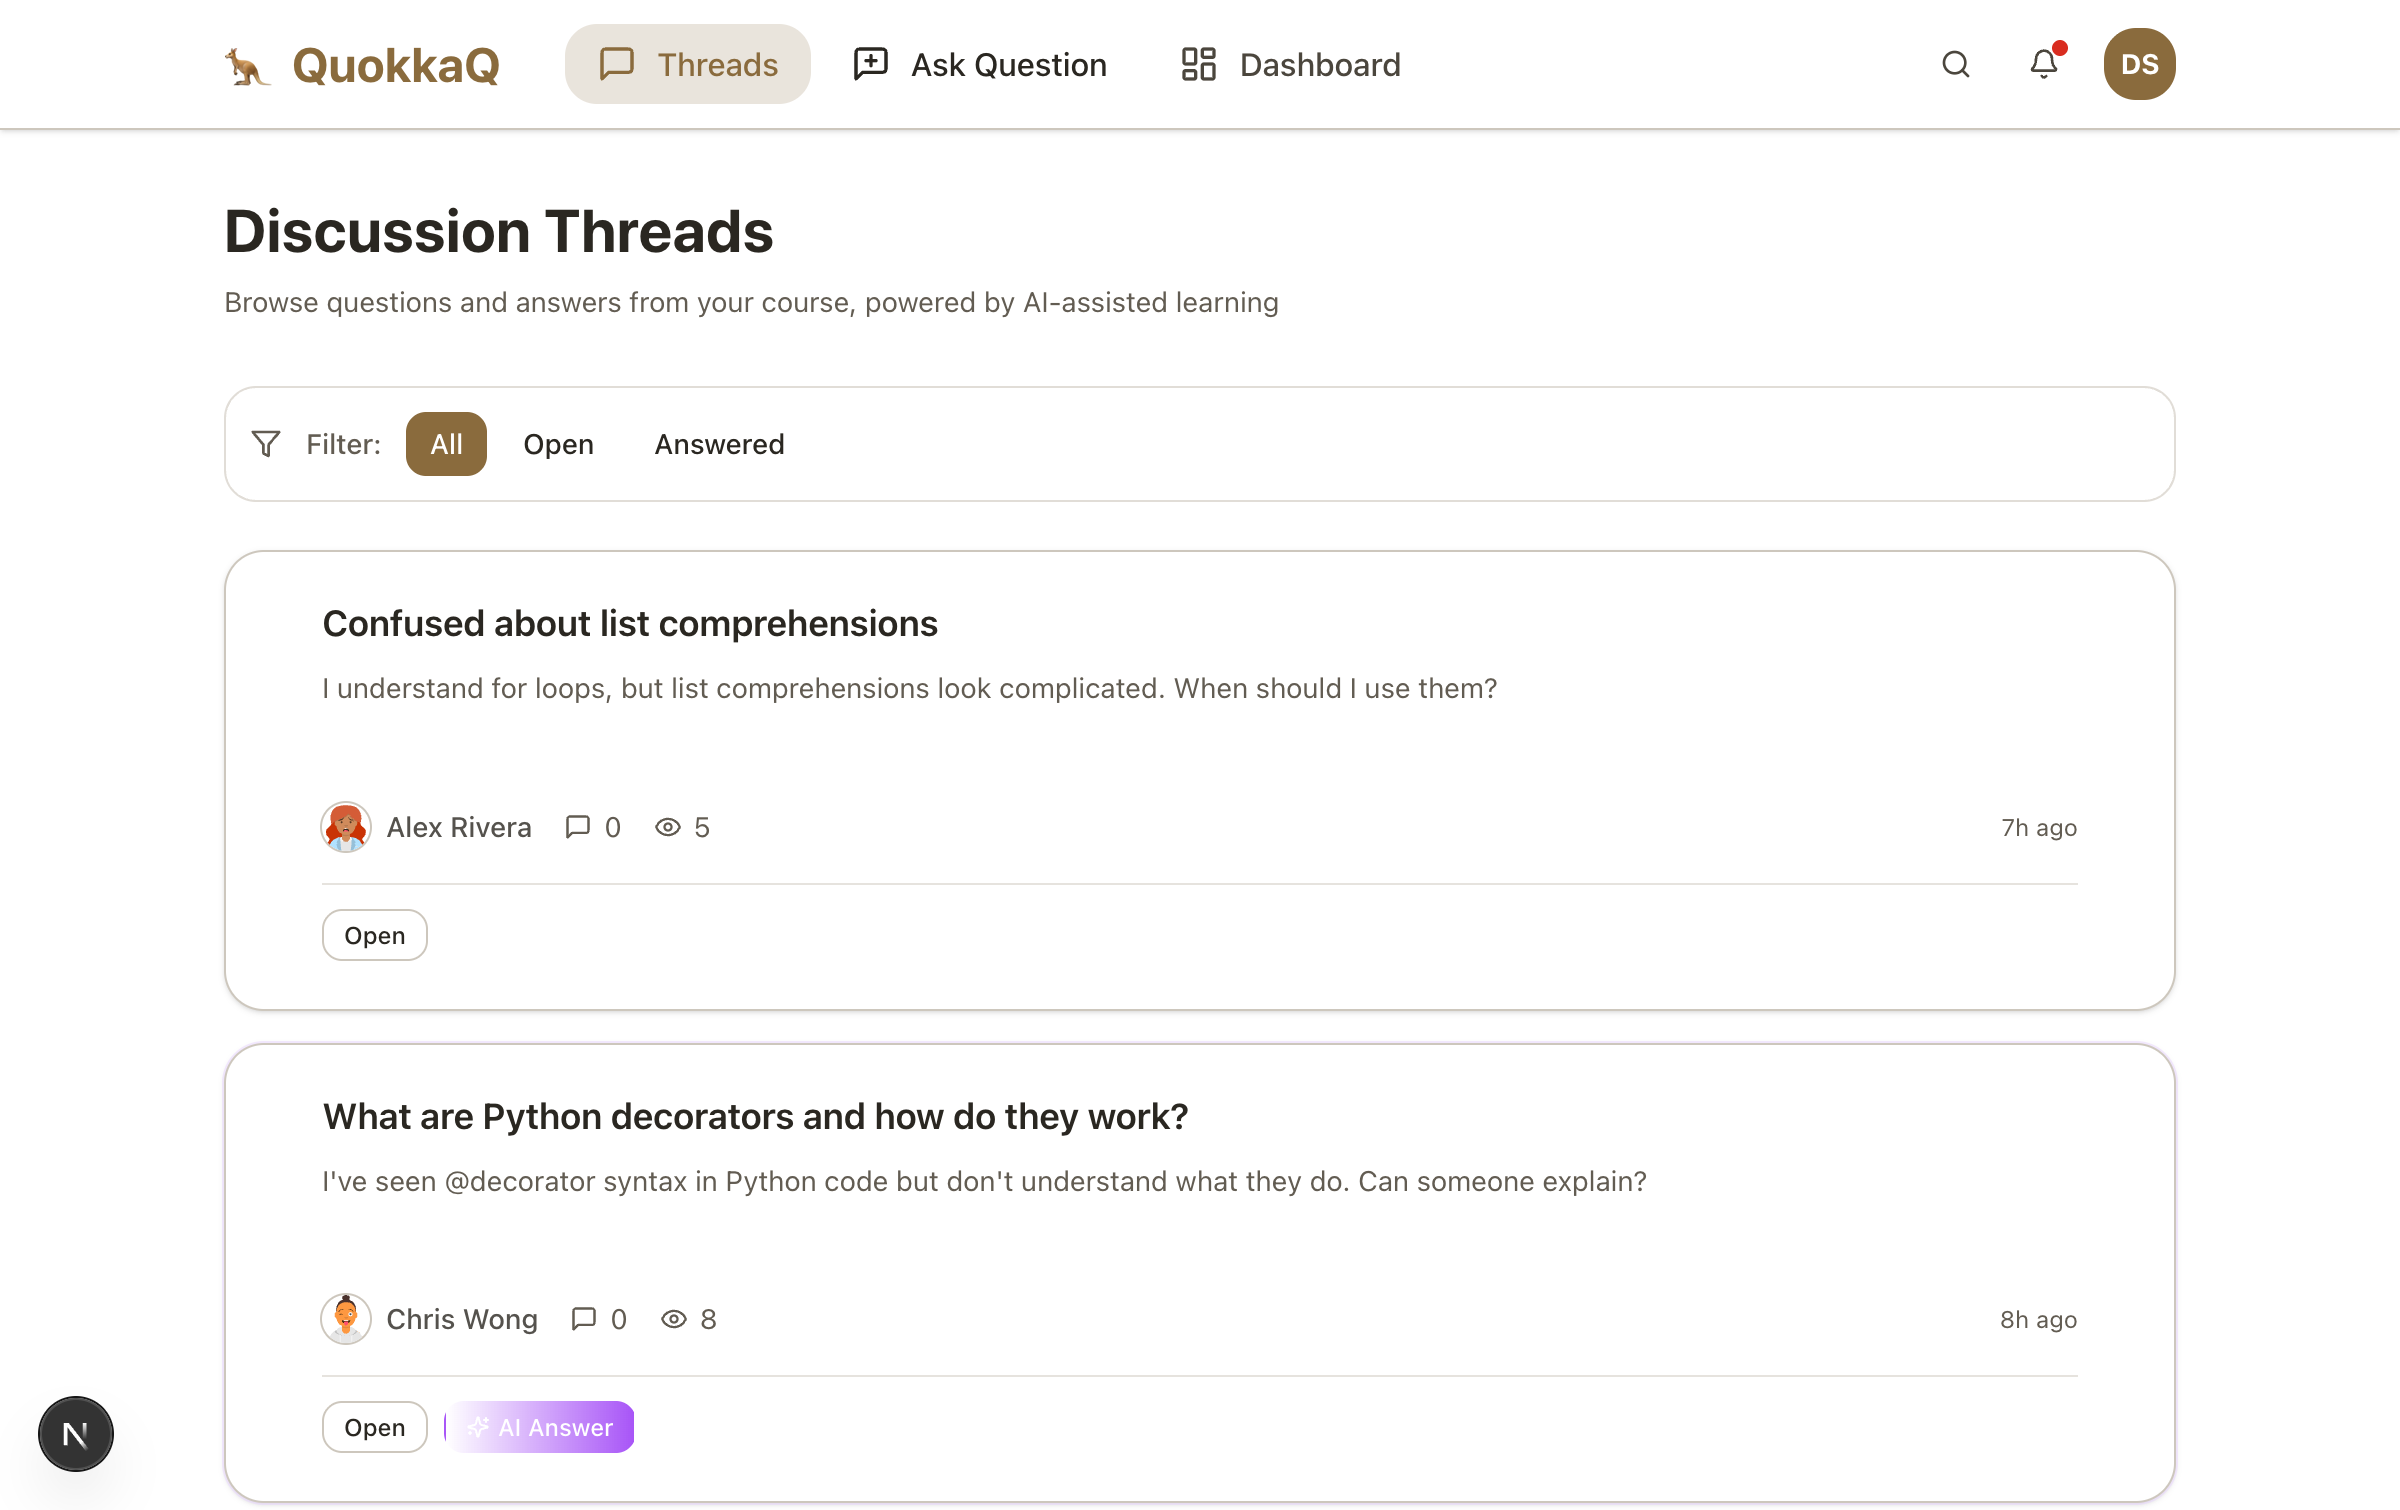 QuokkaQ
Threads
Ask Question
Dashboard
DS
Discussion Threads
Browse questions and answers from your course, powered by AI-assisted learning
Filter:
All
Open
Answered
Confused about list comprehensions
I understand for loops, but list comprehensions look complicated. When should I use them?
Alex Rivera
0
5
7h ago
Open
What are Python decorators and how do they work?
I've seen @decorator syntax in Python code but don't understand what they do. Can someone explain?
Chris Wong
0
8
8h ago
Open
AI Answer
N